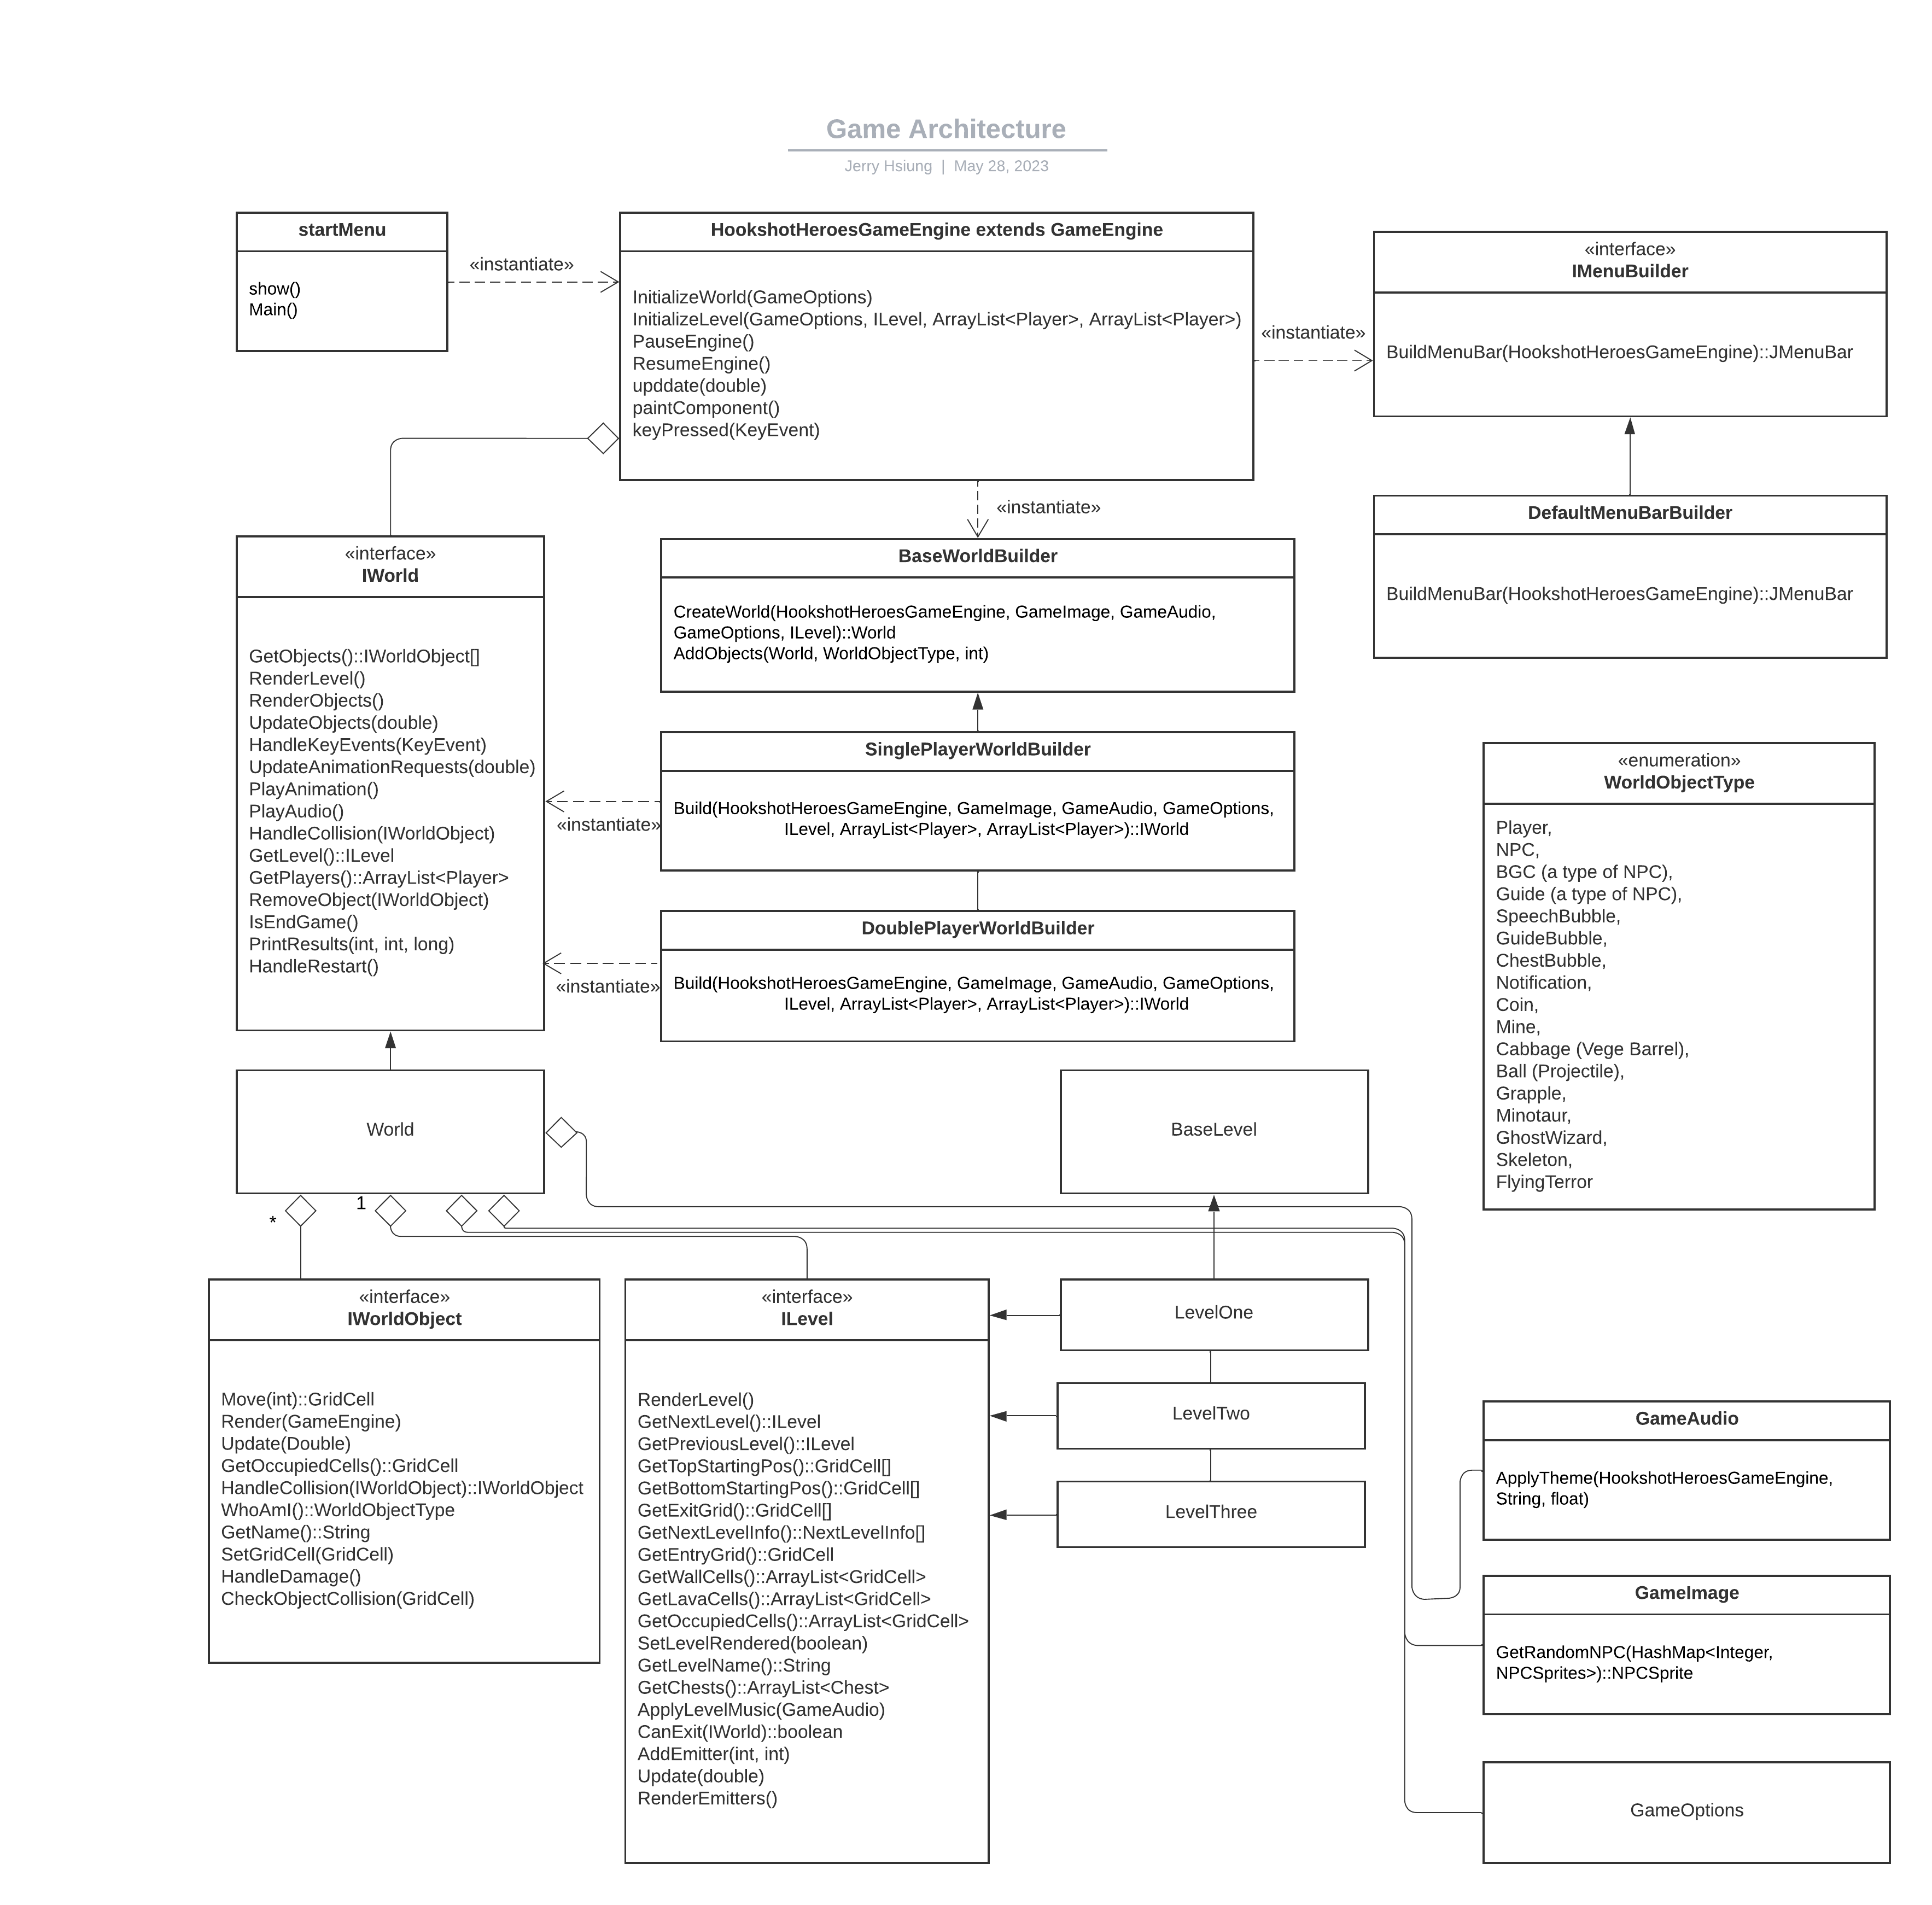 Game Architecture
Jerry Hsiung | May 28, 2023
startMenu
show()
Main()
«instantiate»
HookshotHeroesGameEngine extends GameEngine
InitializeWorld(GameOptions)
InitializeLevel(GameOptions, ILevel, ArrayList<Player>, ArrayList<Player>)
PauseEngine()
ResumeEngine()
upddate(double)
paintComponent()
keyPressed(KeyEvent)
«instantiate»
«interface»
IMenuBuilder
BuildMenuBar(HookshotHeroesGameEngine)::JMenuBar
«instantiate»
DefaultMenuBarBuilder
BuildMenuBar(HookshotHeroesGameEngine)::JMenuBar
«interface»
IWorld
GetObjects()::IWorldObject[]
RenderLevel()
RenderObjects()
UpdateObjects(double)
HandleKeyEvents(KeyEvent)
UpdateAnimationRequests(double)
PlayAnimation()
PlayAudio()
HandleCollision(IWorldObject)
GetLevel()::ILevel
GetPlayers()::ArrayList<Player>
RemoveObject(IWorldObject)
IsEndGame()
PrintResults(int, int, long)
HandleRestart()
BaseWorldBuilder
CreateWorld(HookshotHeroesGameEngine, GameImage, GameAudio,
GameOptions, ILevel)::World
AddObjects(World, WorldObjectType, int)
SinglePlayerWorldBuilder
Build(HookshotHeroesGameEngine, GameImage, GameAudio, GameOptions,
ILevel, ArrayList<Player>, ArrayList<Player>)::IWorld
«instantiate»
DoublePlayerWorldBuilder
Build(HookshotHeroesGameEngine, GameImage, GameAudio, GameOptions,
ILevel, ArrayList<Player>, ArrayList<Player>)::IWorld
«instantiate»
«enumeration»
WorldObjectType
Player,
NPC,
BGC (a type of NPC),
Guide (a type of NPC),
SpeechBubble,
GuideBubble,
ChestBubble,
Notification,
Coin,
Mine,
Cabbage (Vege Barrel),
Ball (Projectile),
Grapple,
Minotaur,
GhostWizard,
Skeleton,
FlyingTerror
World
BaseLevel
*
1
«interface»
IWorldObject
Move(int)::GridCell
Render(GameEngine)
Update(Double)
GetOccupiedCells()::GridCell
HandleCollision(IWorldObject)::IWorldObject
WhoAmI()::WorldObjectType
GetName()::String
SetGridCell(GridCell)
HandleDamage()
CheckObjectCollision(GridCell)
«interface»
ILevel
RenderLevel()
GetNextLevel()::ILevel
GetPreviousLevel()::ILevel
GetTopStartingPos()::GridCell[]
GetBottomStartingPos()::GridCell[]
GetExitGrid()::GridCell[]
GetNextLevelInfo()::NextLevelInfo[]
GetEntryGrid()::GridCell
GetWallCells()::ArrayList<GridCell>
GetLavaCells()::ArrayList<GridCell>
GetOccupiedCells()::ArrayList<GridCell>
SetLevelRendered(boolean)
GetLevelName()::String
GetChests()::ArrayList<Chest>
ApplyLevelMusic(GameAudio)
CanExit(IWorld)::boolean
AddEmitter(int, int)
Update(double)
RenderEmitters()
LevelOne
LevelTwo
LevelThree
GameAudio
ApplyTheme(HookshotHeroesGameEngine,
String, float)
GameImage
GetRandomNPC(HashMap<Integer,
NPCSprites>)::NPCSprite
GameOptions